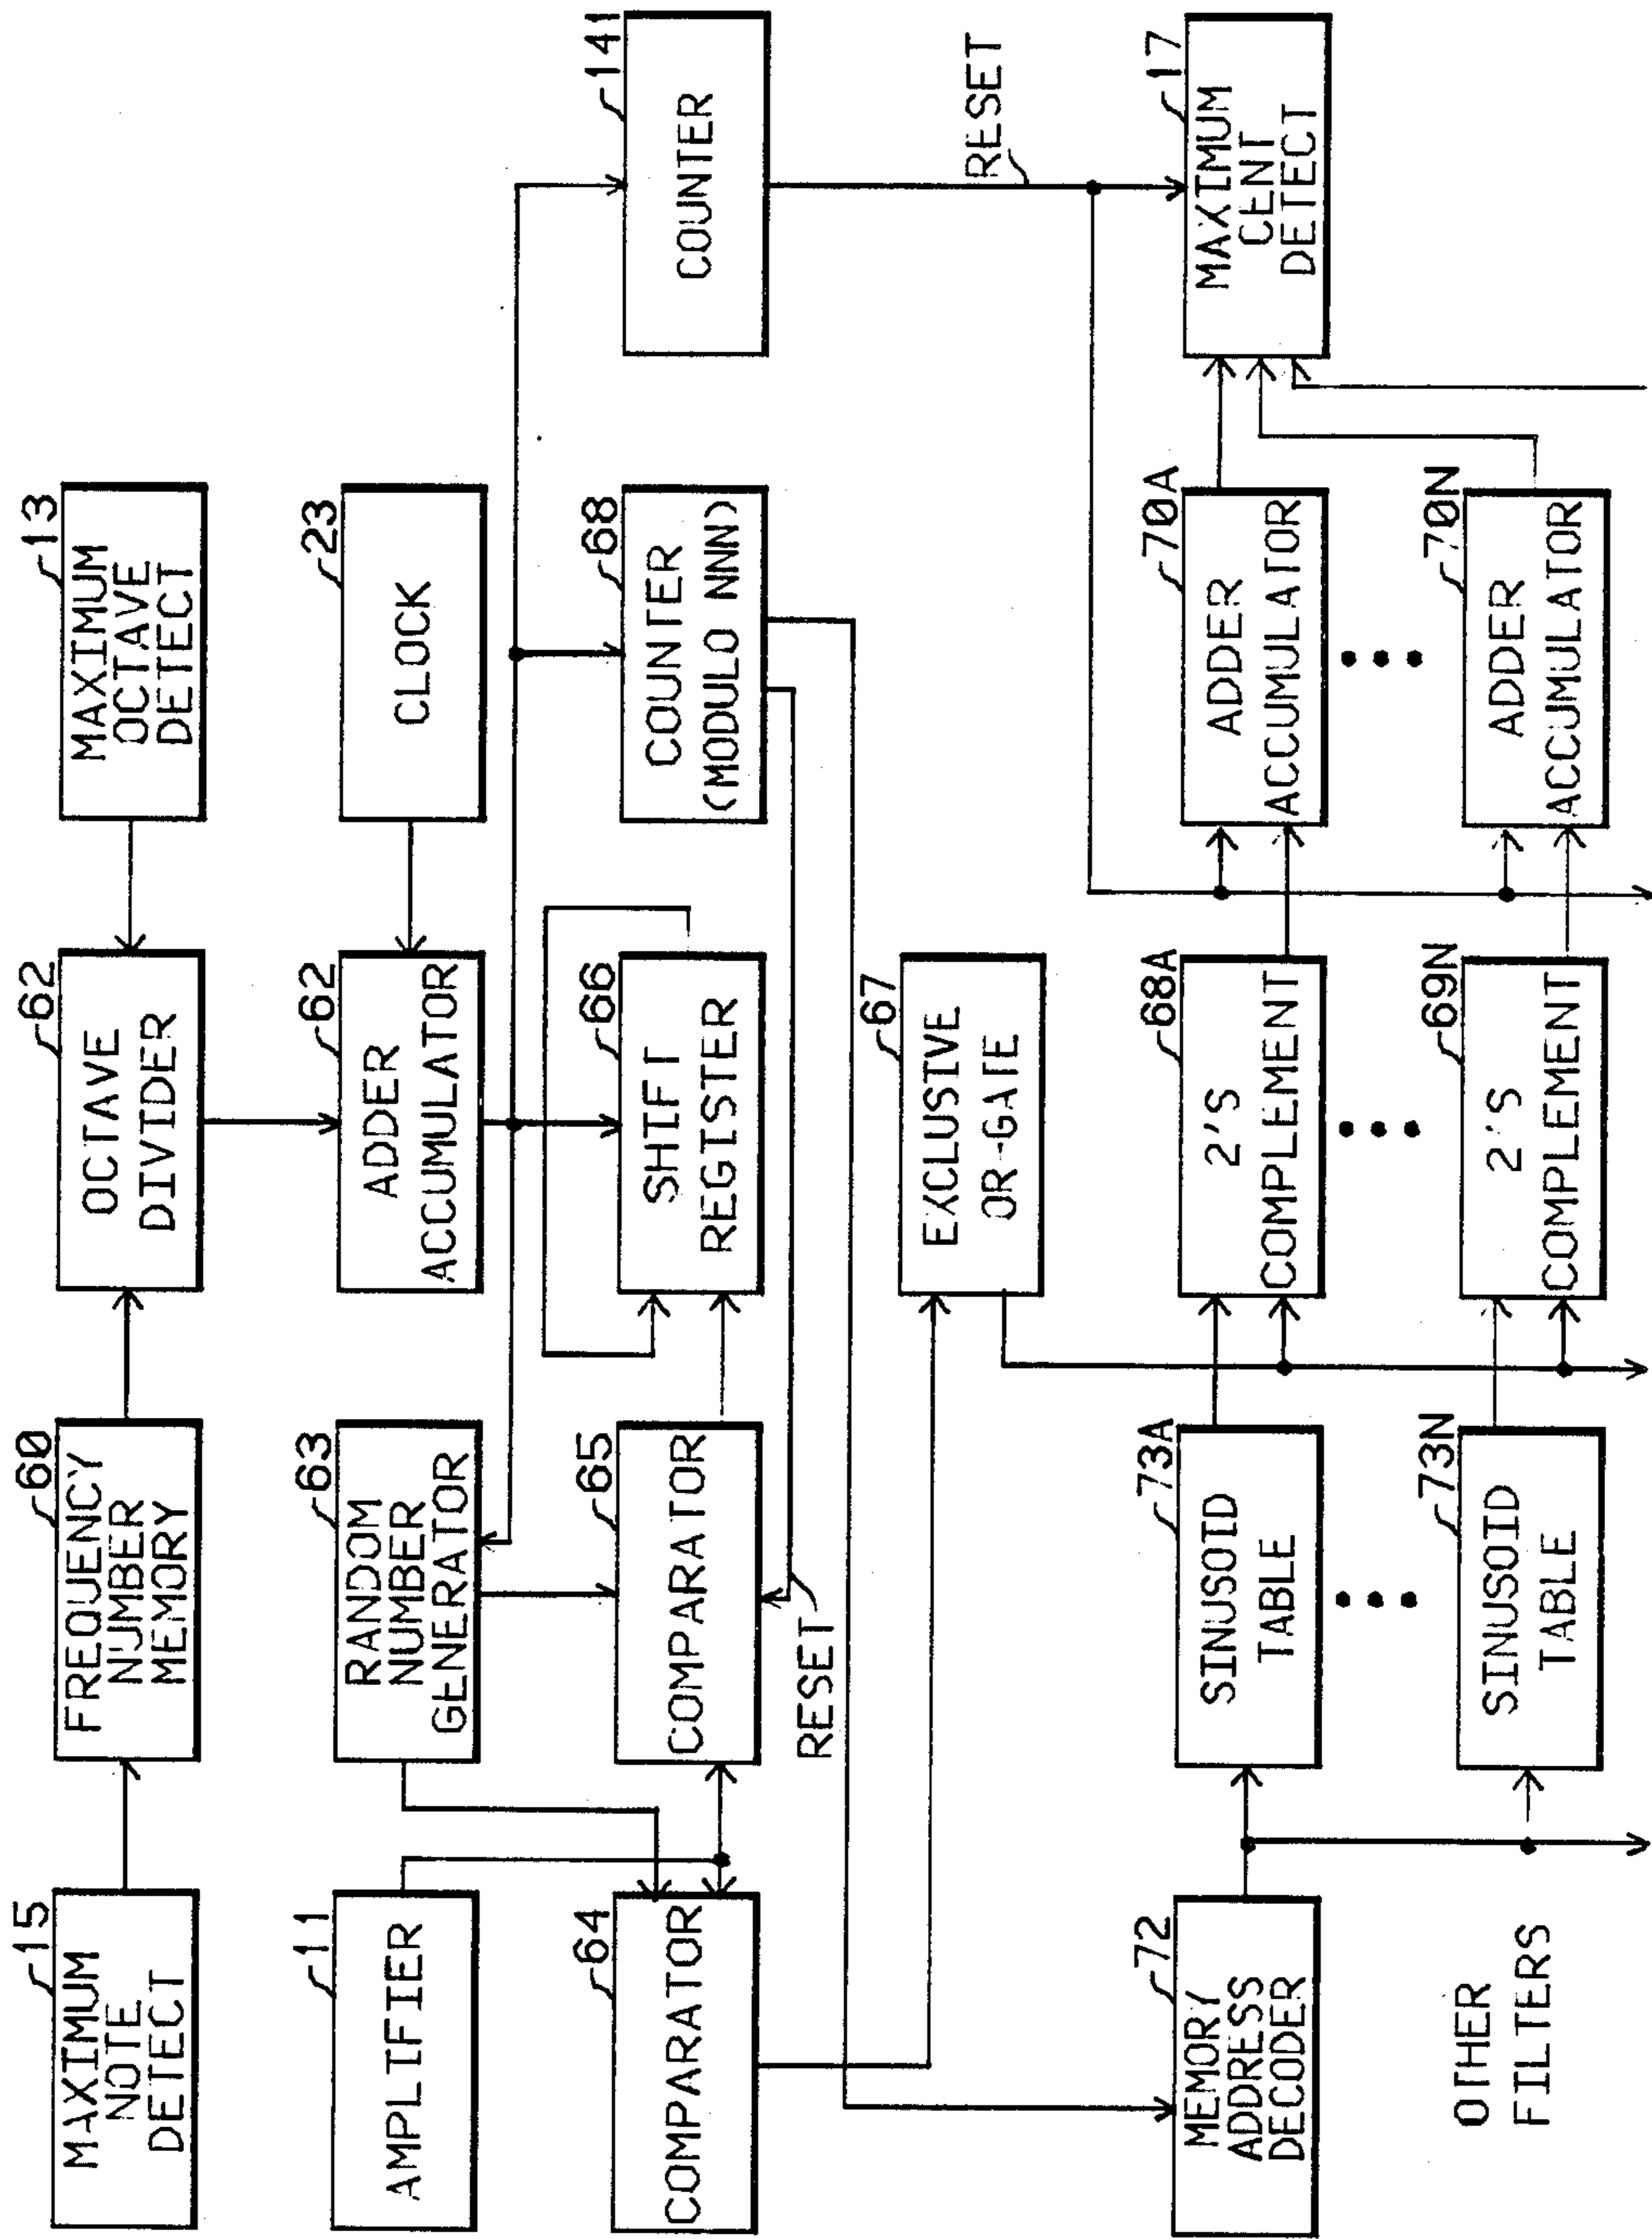 MAXIMUM
NOTE
DETECT
15
FREQUENCY
NUMBER
MEMORY
60
OCTAVE
DIVIDER
62
MAXIMUM
OCTAVE
DETECT
13
AMPLIFIER
11
RANDOM
NUMBER
GENERATOR
63
ADDER
ACCUMULATOR
62
CLOCK
23
COMPARATOR
64
COMPARATOR
65
SHIFT
REGISTER
66
COUNTER
(MODULO NNN)
68
COUNTER
141
RESET
EXCLUSIVE
OR-GATE
67
RESET
MEMORY
ADDRESS
DECODER
72
SINUSOID
TABLE
73A
2'S
COMPLEMENT
68A
ADDER
ACCUMULATOR
70A
MAXIMUM
CENT
DETECT
17
OTHER
FILTERS
SINUSOID
TABLE
73N
2'S
COMPLEMENT
69N
ADDER
ACCUMULATOR
70N